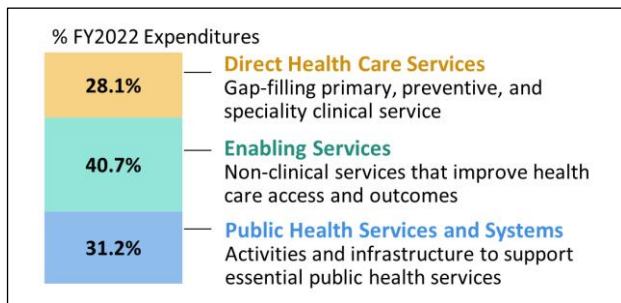 % FY2022 Expenditures
28.1%
Direct Health Care Services
Gap-filling primary, preventive, and
speciality clinical service
40.7%
Enabling Services
Non-clinical services that improve health
care access and outcomes
31.2%
Public Health Services and Systems
Activities and infrastructure to support
essential public health services